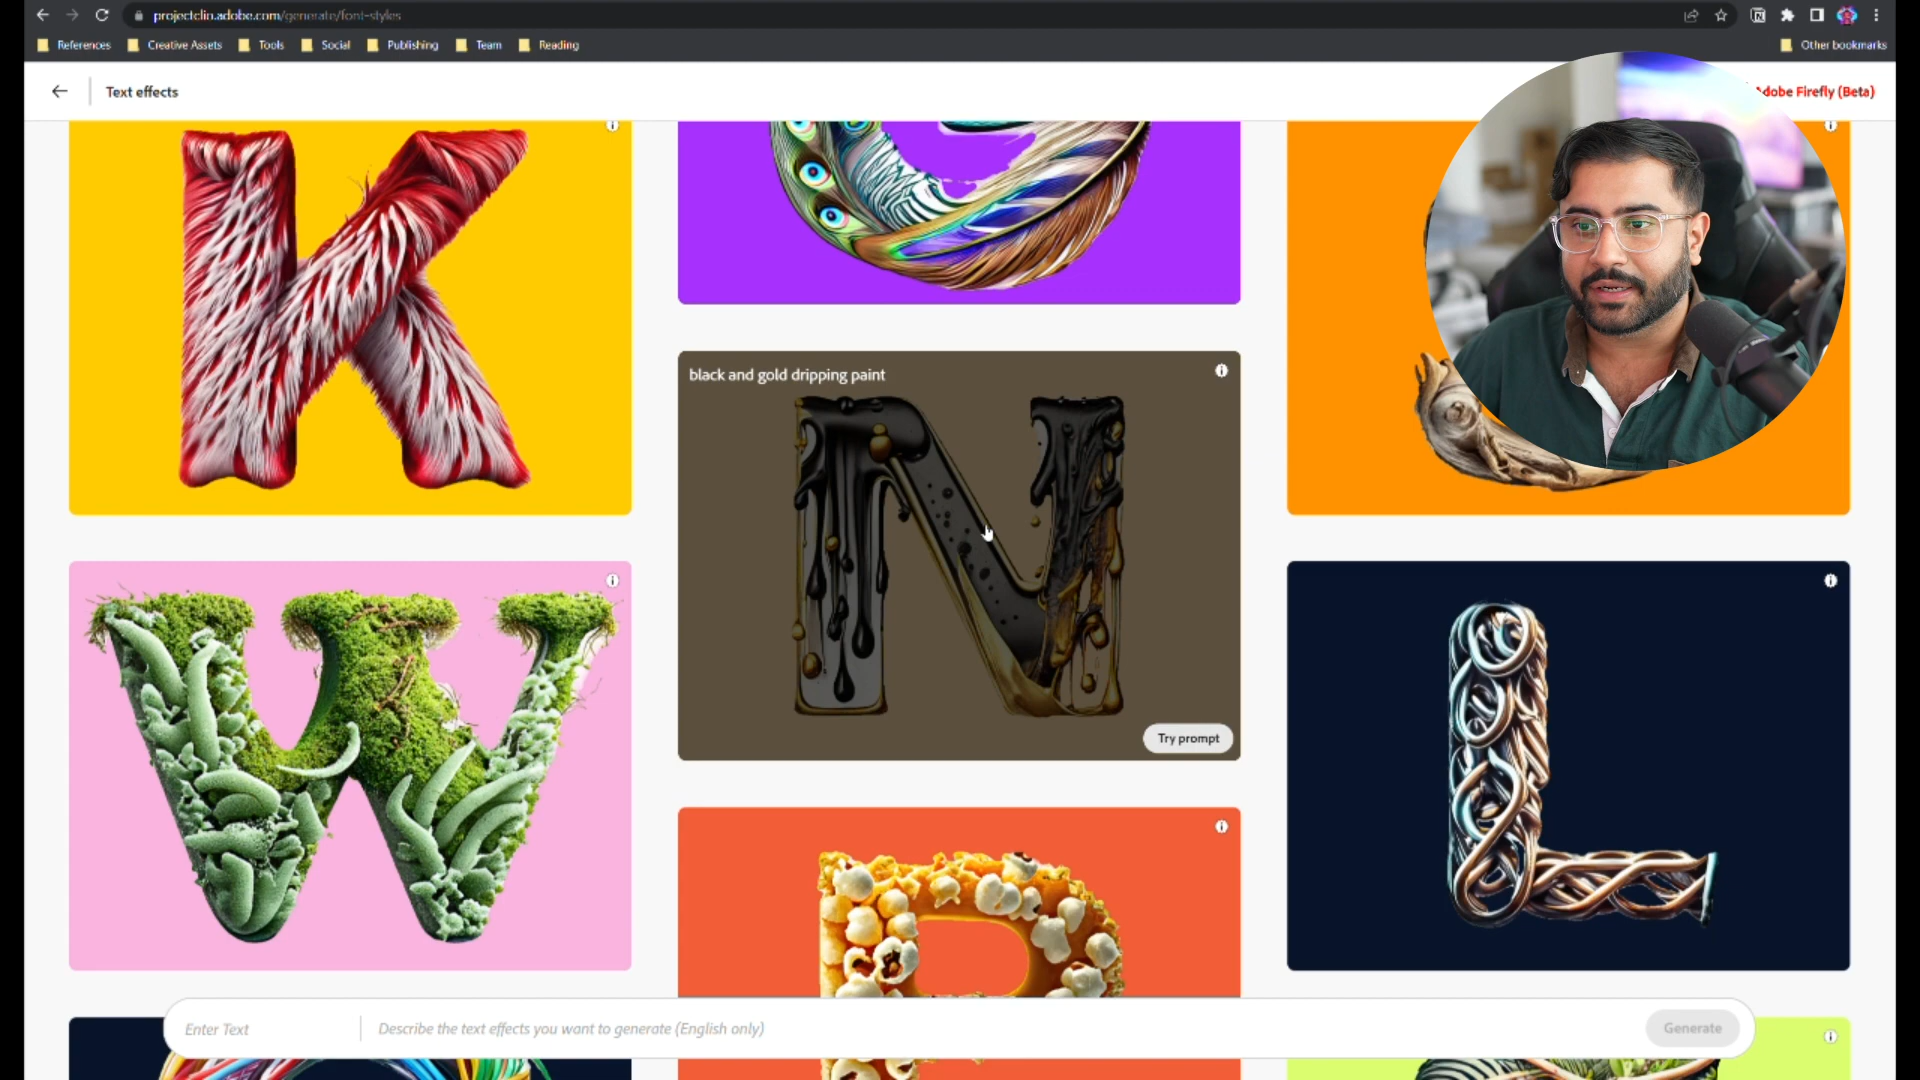 projectclio.adobe.com/generate/font-styles
References
Creative Assets
Tools
Social
Publishing
Team
Reading
Other bookmarks
Text effects
Adobe Firefly (Beta)
K
black and gold dripping paint
N
Try prompt
W
L
P
Enter Text
Describe the text effects you want to generate (English only)
Generate